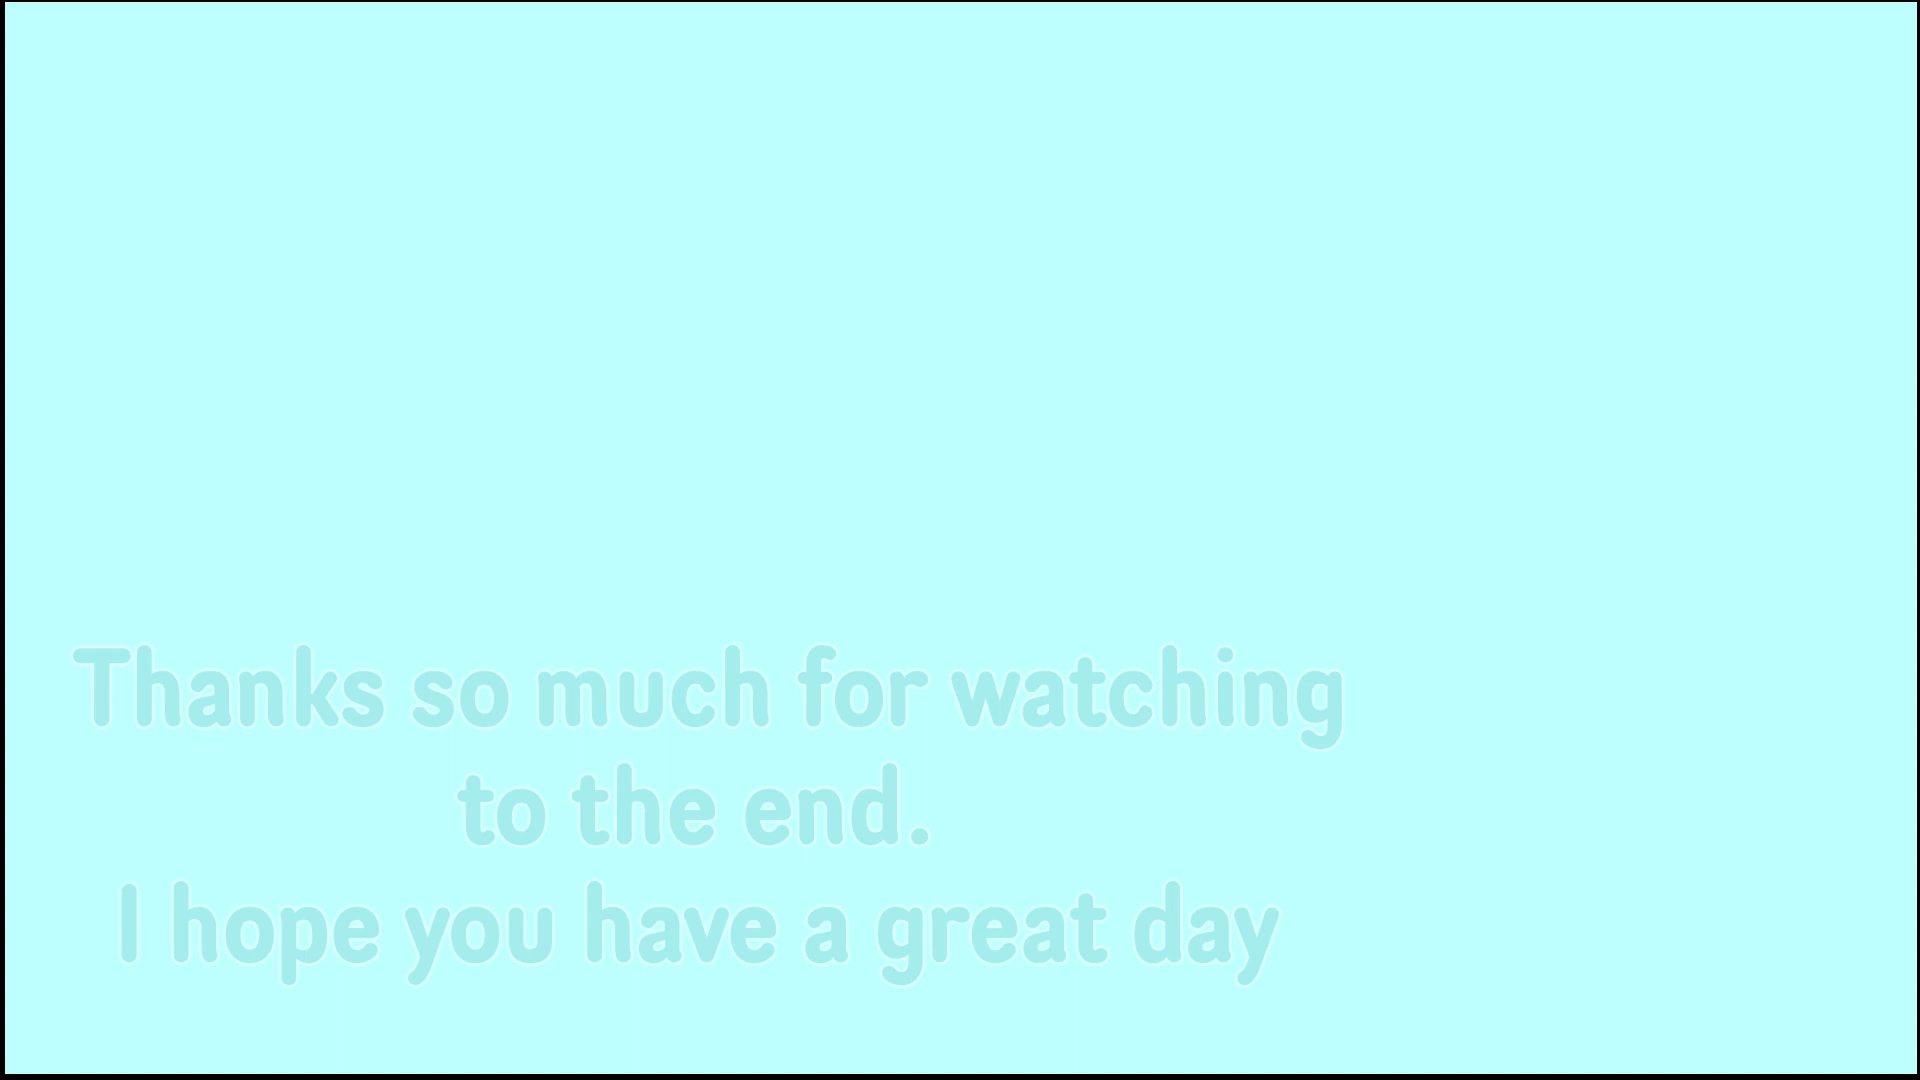 Thanks so much for watching
to the end.
I hope you have a great day